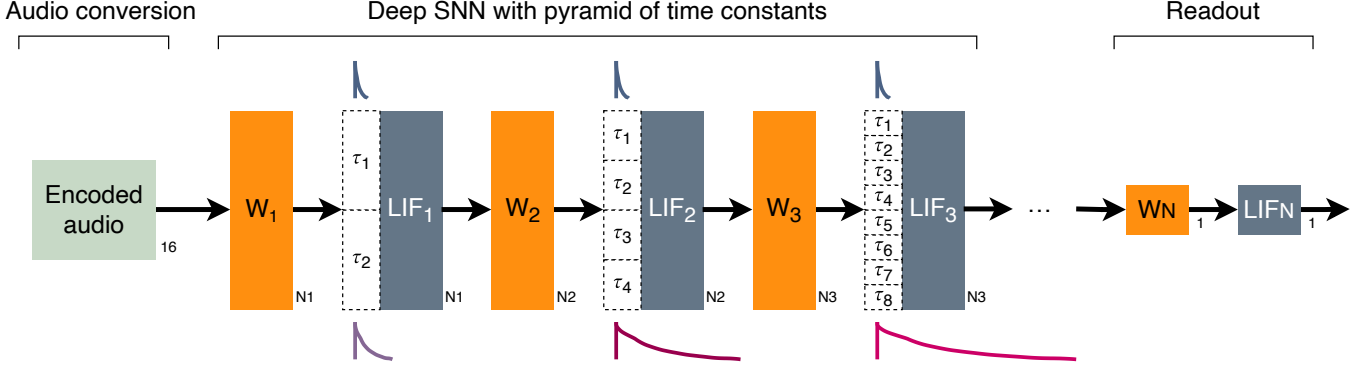 Audio conversion
Deep SNN with pyramid of time constants
Readout
Encoded
audio
16
W₁
N1
τ₁
τ₂
LIF₁
N1
W₂
N2
τ₁
τ₂
τ₃
τ₄
LIF₂
N2
W₃
N3
τ₁
τ₂
τ₃
τ₄
τ₅
τ₆
τ₇
τ₈
LIF₃
N3
...
WN
1
LIFN
1